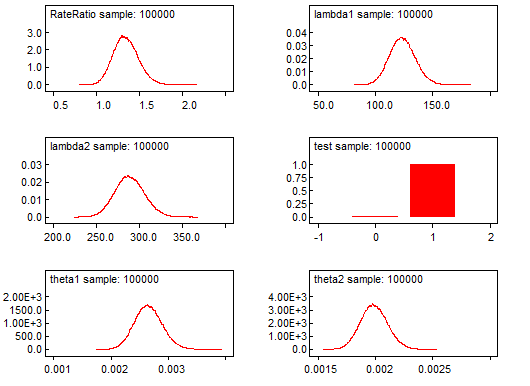 RateRatio sample: 100000
3.0
2.0
1.0
0.0
0.5 1.0 1.5 2.0
lambda1 sample: 100000
0.04
0.03
0.02
0.01
0.0
50.0 100.0 150.0
lambda2 sample: 100000
0.03
0.02
0.01
0.0
200.0 250.0 300.0 350.0
test sample: 100000
1.0
0.75
0.5
0.25
0.0
-1 0 1 2
theta1 sample: 100000
2.00E+3
1.50E+3
1.00E+3
500.0
0.0
0.001 0.002 0.003
theta2 sample: 100000
4.00E+3
3.00E+3
2.00E+3
1.00E+3
0.0
0.0015 0.002 0.0025